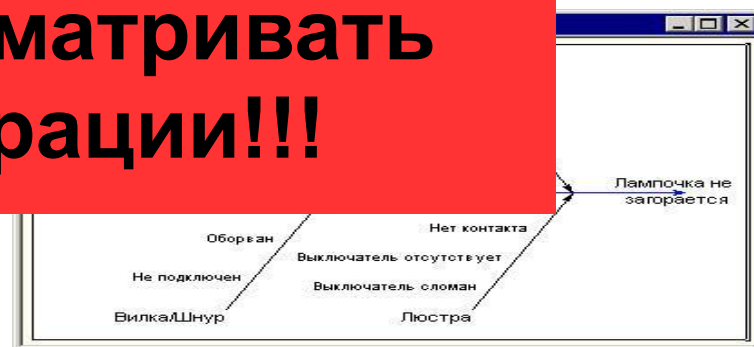 матривать
рации!!!
Лампочка не
загорается
Нет контакта
Оборван
Выключатель отсутствует
Не подключен
Выключатель сломан
Вилка/Шнур
Люстра